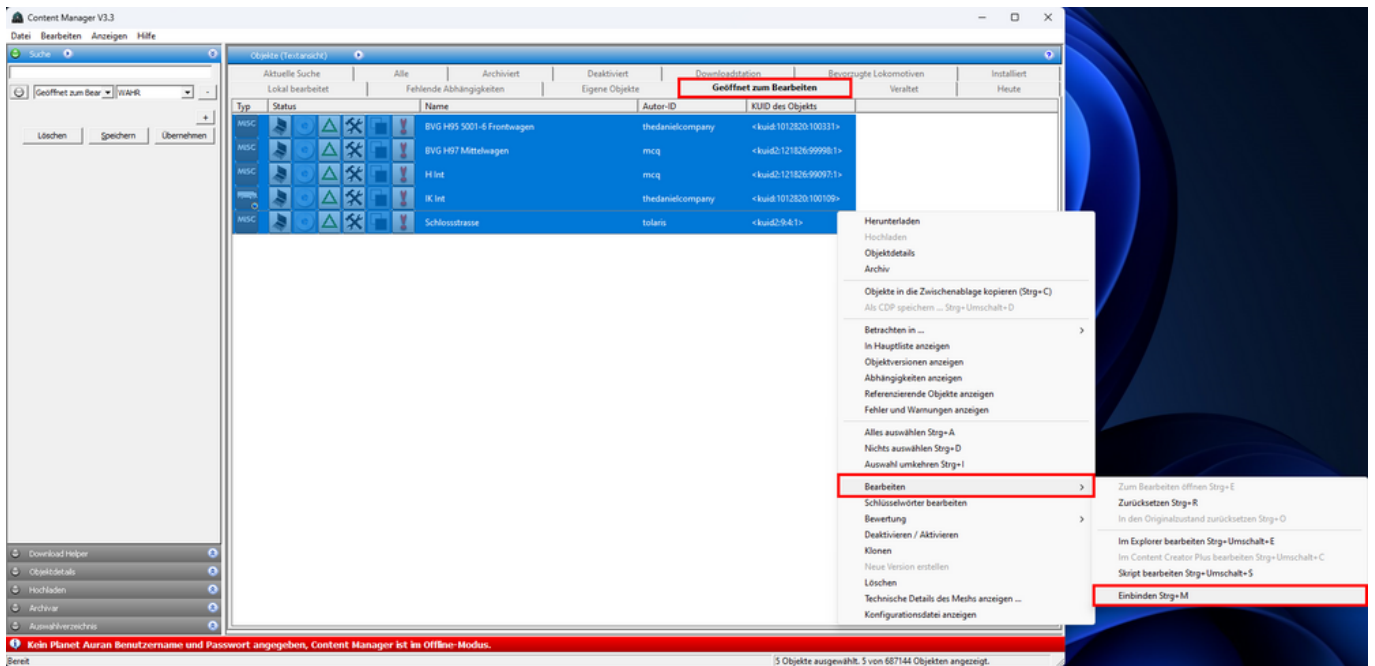 Content Manager V3.3
Datei Bearbeiten Anzeigen Hilfe
Suche
Geöffnet zum Bear WAHR -
+
Löschen Speichern Übernehmen
Objekte (Textansicht)
Aktuelle Suche Alle Archiviert Deaktiviert Downloadstation Bevorzugte Lokomotiven Installiert
Lokal bearbeitet Fehlende Abhängigkeiten Eigene Objekte Geöffnet zum Bearbeiten Veraltet Heute
Typ Status Name Autor-ID KUID des Objekts
MISC BVG H95 5001-6 Frontwagen thedanielcompany <kuid:1012820:100331>
MISC BVG H97 Mittelwagen mcq <kuid2:121826:99998:1>
MISC H Int mcq <kuid2:121826:99097:1>
IK Int thedanielcompany <kuid:1012820:100109>
MISC Schlossstrasse tolaris <kuid2:9:4:1>
Herunterladen
Hochladen
Objektdetails
Archiv
Objekte in die Zwischenablage kopieren (Strg+C)
Als CDP speichern ... Strg+Umschalt+D
Betrachten in ...
In Hauptliste anzeigen
Objektversionen anzeigen
Abhängigkeiten anzeigen
Referenzierende Objekte anzeigen
Fehler und Warnungen anzeigen
Alles auswählen Strg+A
Nichts auswählen Strg+D
Auswahl umkehren Strg+I
Bearbeiten
Schlüsselwörter bearbeiten
Bewertung
Deaktivieren / Aktivieren
Klonen
Neue Version erstellen
Löschen
Technische Details des Meshs anzeigen ...
Konfigurationsdatei anzeigen
Zum Bearbeiten öffnen Strg+E
Zurücksetzen Strg+R
In den Originalzustand zurücksetzen Strg+O
Im Explorer bearbeiten Strg+Umschalt+E
Im Content Creator Plus bearbeiten Strg+Umschalt+C
Skript bearbeiten Strg+Umschalt+S
Einbinden Strg+M
Download Helper
Objektdetails
Hochladen
Archivar
Auswahlverzeichnis
Kein Planet Auran Benutzername und Passwort angegeben, Content Manager ist im Offline-Modus.
Bereit
5 Objekte ausgewählt. 5 von 687144 Objekten angezeigt.